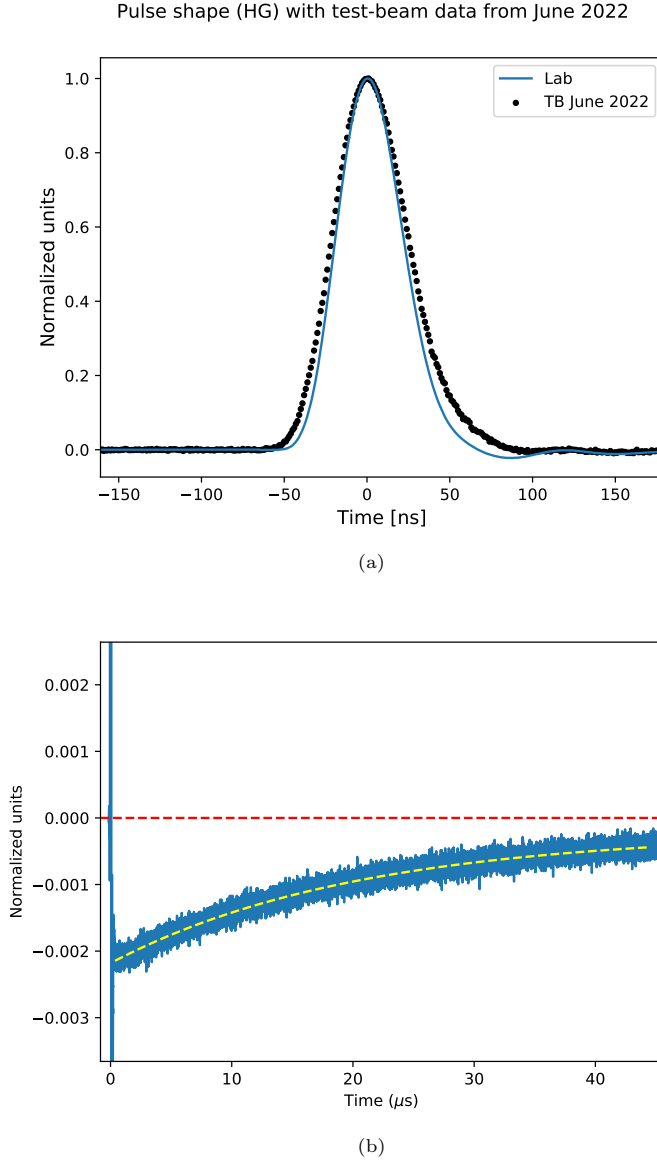 Pulse shape (HG) with test-beam data from June 2022
1.0
0.8
0.6
0.4
0.2
0.0
Normalized units
Lab
TB June 2022
−150
−100
−50
0
50
100
150
Time [ns]
(a)
0.002
0.001
0.000
−0.001
−0.002
−0.003
Normalized units
0
10
20
30
40
Time (μs)
(b)